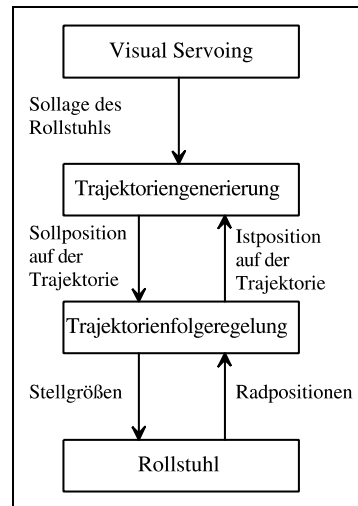 Visual Servoing
Sollage des
Rollstuhls
Trajektoriengenerierung
Sollposition
auf der
Trajektorie
Istposition
auf der
Trajektorie
Trajektorienfolgeregelung
Stellgrößen
Radpositionen
Rollstuhl